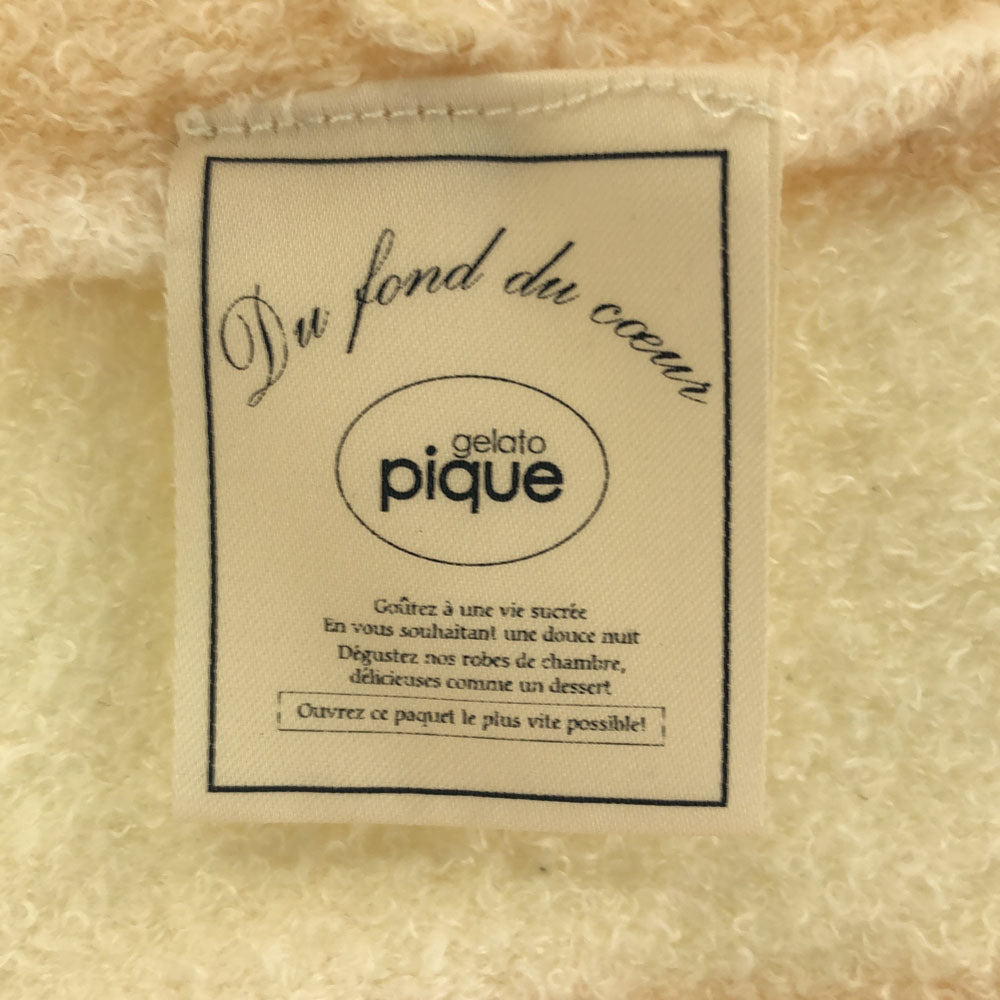 Du fond du cœur
gelato
pique
Goûtez à une vie sucrée
En vous souhaitant une douce nuit
Dégustez nos robes de chambre,
délicieuses comme un dessert
Ouvrez ce paquet le plus vite possible!